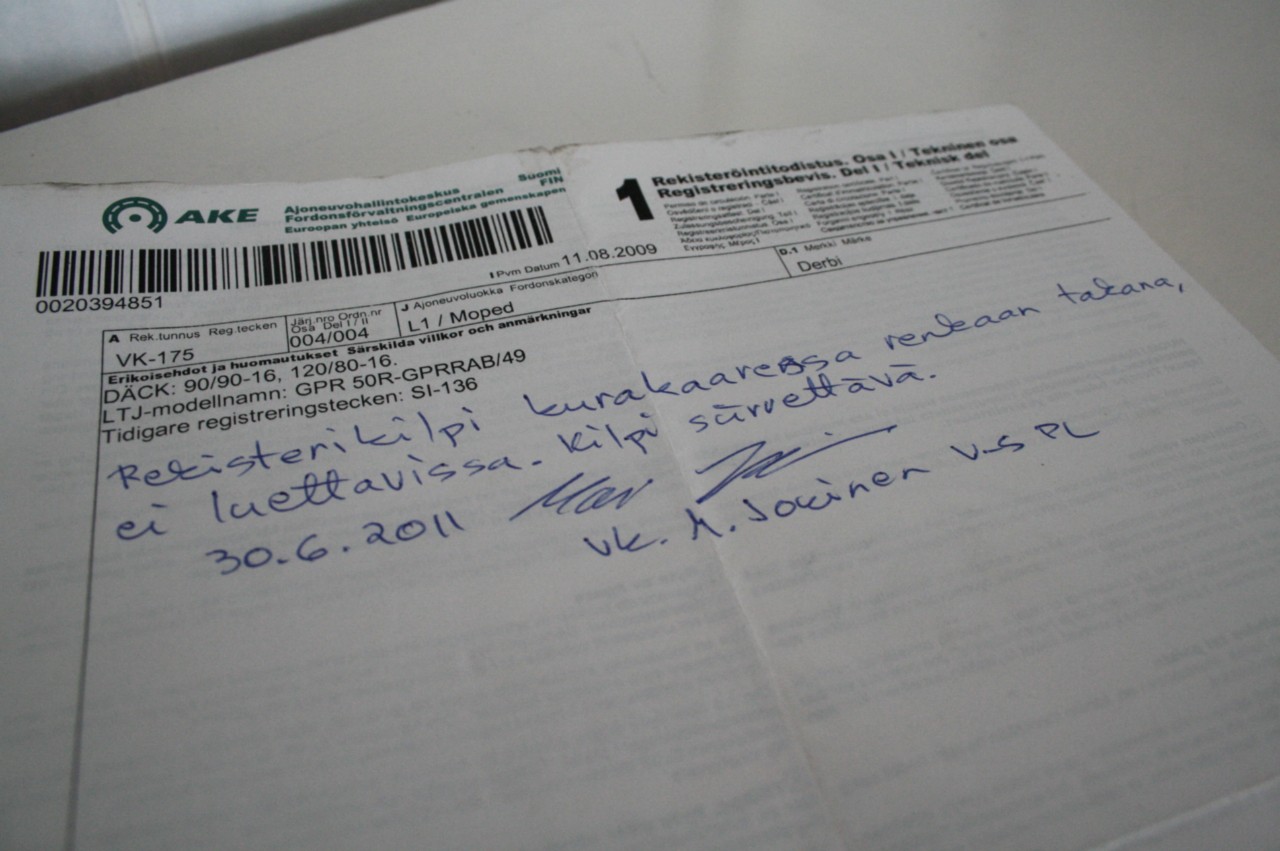 AKE
Ajoneuvohallintokeskus Suomi
Fordonsförvaltningscentralen FIN
Euroopan yhteisö Europeiska gemenskapen
0020394851
1
Rekisteröintitodistus. Osa I / Tekninen osa
Registreringsbevis. Del I / Teknisk del
I Pvm Datum 11.08.2009
D.1 Merkki Märke
Derbi
A Rek.tunnus Reg.tecken
VK-175
Järj.nro Ordn.nr
Osa Del I / II
004/004
J Ajoneuvoluokka Fordonskategori
L1 / Moped
Erikoisehdot ja huomautukset Särskilda villkor och anmärkningar
DÄCK: 90/90-16, 120/80-16.
LTJ-modellnamn: GPR 50R-GPRRAB/49
Tidigare registreringstecken: SI-136
Rekisterikilpi kurakaaressa renkaan takana,
ei luettavissa. Kilpi siirrettävä.
30.6.2011
vk. M. Jokinen V-S PL